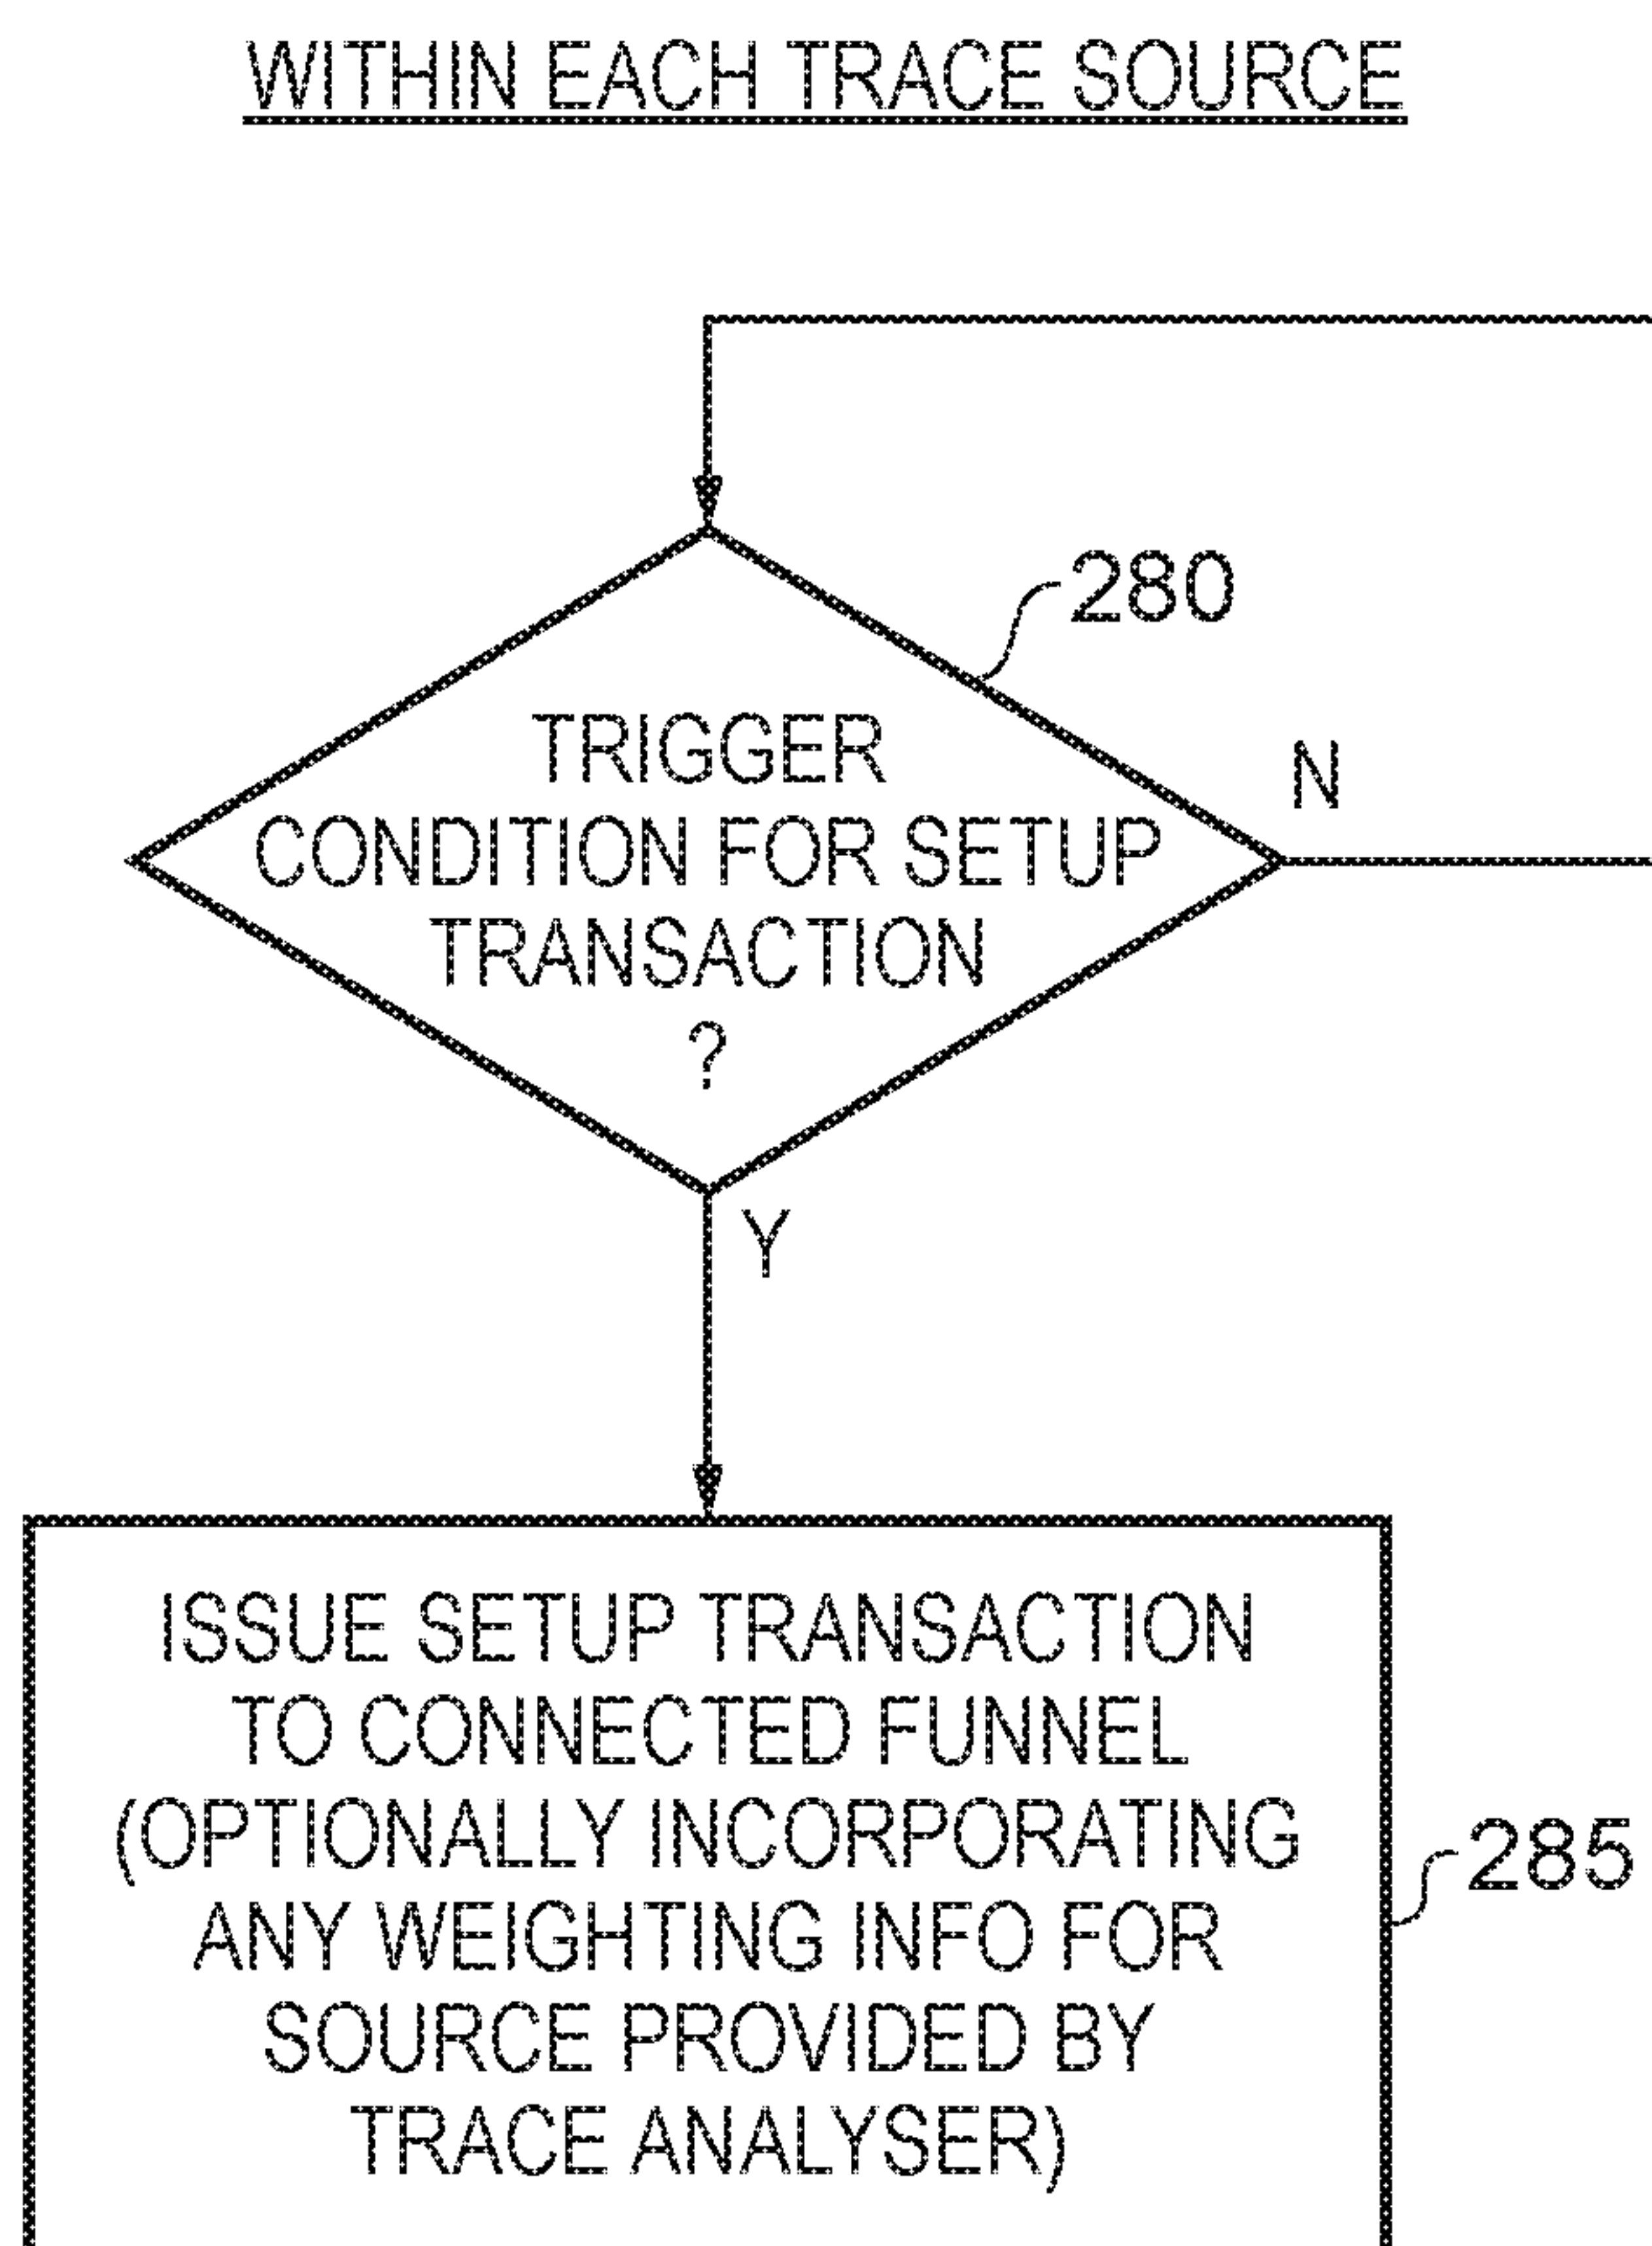 WITHIN EACH TRACE SOURCE
280
TRIGGER
CONDITION FOR SETUP
TRANSACTION
?
N
Y
ISSUE SETUP TRANSACTION
TO CONNECTED FUNNEL
(OPTIONALLY INCORPORATING
ANY WEIGHTING INFO FOR
SOURCE PROVIDED BY
TRACE ANALYSER)
285